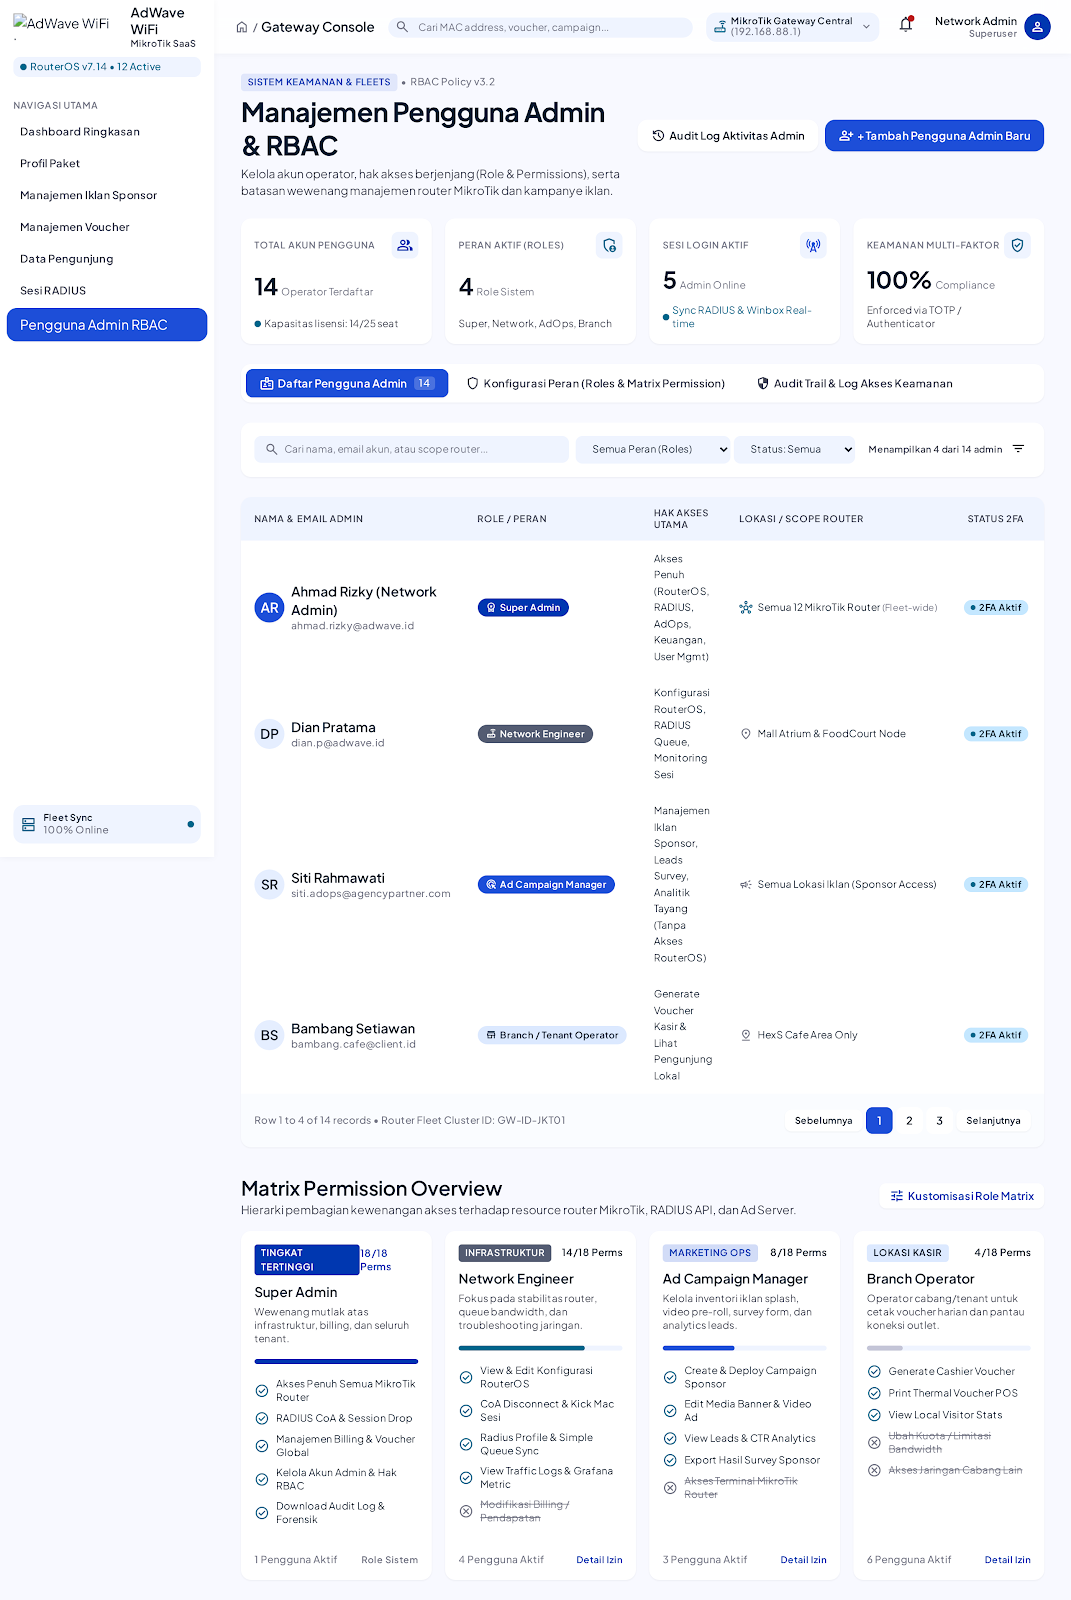 AdWave WiFi
AdWave
WiFi
MikroTik SaaS
RouterOS v7.14 • 12 Active
NAVIGASI UTAMA
Dashboard Ringkasan
Profil Paket
Manajemen Iklan Sponsor
Manajemen Voucher
Data Pengunjung
Sesi RADIUS
Pengguna Admin RBAC
Fleet Sync
100% Online
/ Gateway Console
Cari MAC address, voucher, campaign...
MikroTik Gateway Central
(192.168.88.1)
Network Admin
Superuser
SISTEM KEAMANAN & FLEETS • RBAC Policy v3.2
Manajemen Pengguna Admin
& RBAC
Kelola akun operator, hak akses berjenjang (Role & Permissions), serta
batasan wewenang manajemen router MikroTik dan kampanye iklan.
Audit Log Aktivitas Admin
+ Tambah Pengguna Admin Baru
TOTAL AKUN PENGGUNA
14 Operator Terdaftar
Kapasitas lisensi: 14/25 seat
PERAN AKTIF (ROLES)
4 Role Sistem
Super, Network, AdOps, Branch
SESI LOGIN AKTIF
5 Admin Online
Sync RADIUS & Winbox Real-
time
KEAMANAN MULTI-FAKTOR
100% Compliance
Enforced via TOTP /
Authenticator
Daftar Pengguna Admin 14
Konfigurasi Peran (Roles & Matrix Permission)
Audit Trail & Log Akses Keamanan
Cari nama, email akun, atau scope router...
Semua Peran (Roles)
Status: Semua
Menampilkan 4 dari 14 admin
NAMA & EMAIL ADMIN
ROLE / PERAN
HAK AKSES
UTAMA
LOKASI / SCOPE ROUTER
STATUS 2FA
AR
Ahmad Rizky (Network
Admin)
ahmad.rizky@adwave.id
Super Admin
Akses
Penuh
(RouterOS,
RADIUS,
AdOps,
Keuangan,
User Mgmt)
Semua 12 MikroTik Router (Fleet-wide)
2FA Aktif
DP
Dian Pratama
dian.p@adwave.id
Network Engineer
Konfigurasi
RouterOS,
RADIUS
Queue,
Monitoring
Sesi
Mall Atrium & FoodCourt Node
2FA Aktif
SR
Siti Rahmawati
siti.adops@agencypartner.com
Ad Campaign Manager
Manajemen
Iklan
Sponsor,
Leads
Survey,
Analitik
Tayang
(Tanpa
Akses
RouterOS)
Semua Lokasi Iklan (Sponsor Access)
2FA Aktif
BS
Bambang Setiawan
bambang.cafe@client.id
Branch / Tenant Operator
Generate
Voucher
Kasir &
Lihat
Pengunjung
Lokal
HexS Cafe Area Only
2FA Aktif
Row 1 to 4 of 14 records • Router Fleet Cluster ID: GW-ID-JKT01
Sebelumnya 1 2 3 Selanjutnya
Matrix Permission Overview
Hierarki pembagian kewenangan akses terhadap resource router MikroTik, RADIUS API, dan Ad Server.
Kustomisasi Role Matrix
TINGKAT
TERTINGGI
18/18
Perms
Super Admin
Wewenang mutlak atas
infrastruktur, billing, dan seluruh
tenant.
Akses Penuh Semua MikroTik
Router
RADIUS CoA & Session Drop
Manajemen Billing & Voucher
Global
Kelola Akun Admin & Hak
RBAC
Download Audit Log &
Forensik
1 Pengguna Aktif
Role Sistem
INFRASTRUKTUR
14/18 Perms
Network Engineer
Fokus pada stabilitas router,
queue bandwidth, dan
troubleshooting jaringan.
View & Edit Konfigurasi
RouterOS
CoA Disconnect & Kick Mac
Sesi
Radius Profile & Simple
Queue Sync
View Traffic Logs & Grafana
Metric
Modifikasi Billing /
Pendapatan
4 Pengguna Aktif
Detail Izin
MARKETING OPS
8/18 Perms
Ad Campaign Manager
Kelola inventori iklan splash,
video pre-roll, survey form, dan
analytics leads.
Create & Deploy Campaign
Sponsor
Edit Media Banner & Video
Ad
View Leads & CTR Analytics
Export Hasil Survey Sponsor
Akses Terminal MikroTik
Router
3 Pengguna Aktif
Detail Izin
LOKASI KASIR
4/18 Perms
Branch Operator
Operator cabang/tenant untuk
cetak voucher harian dan pantau
koneksi outlet.
Generate Cashier Voucher
Print Thermal Voucher POS
View Local Visitor Stats
Ubah Kuota / Limitasi
Bandwidth
Akses Jaringan Cabang Lain
6 Pengguna Aktif
Detail Izin